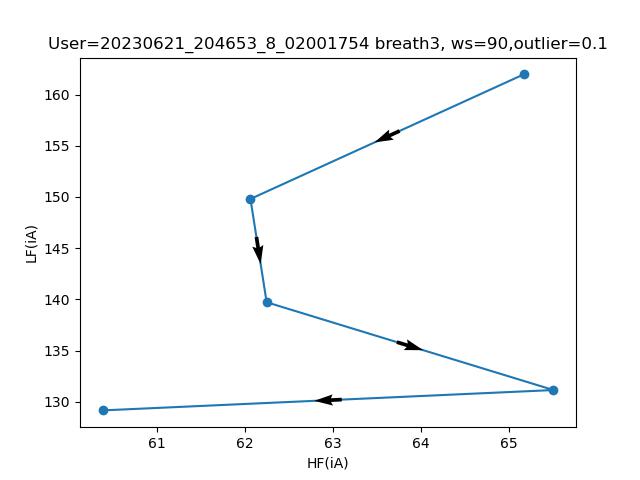 User=20230621_204653_8_02001754 breath3, ws=90,outlier=0.1
160
155
150
145
140
135
130
LF(iA)
61 62 63 64 65
HF(iA)